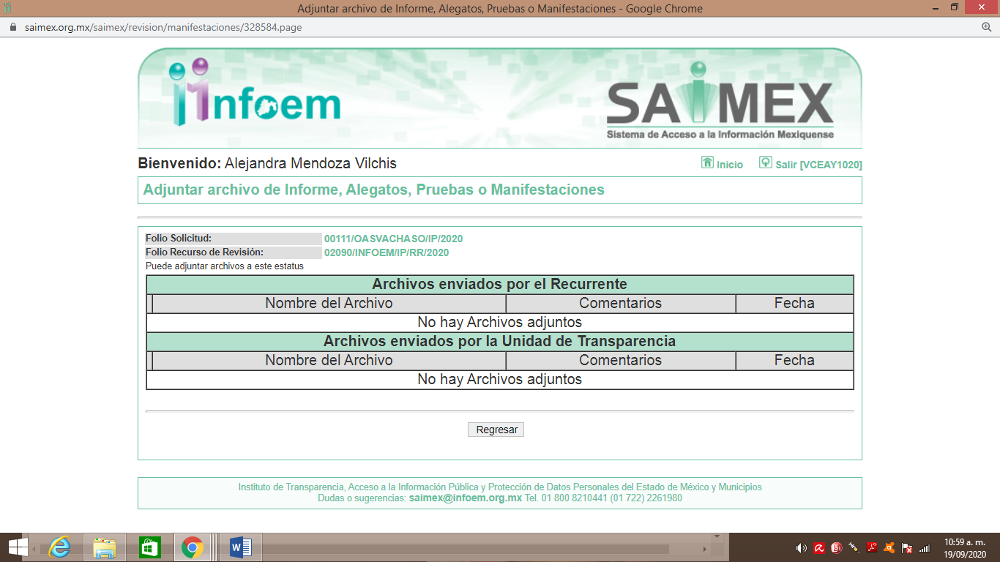 Adjuntar archivo de Informe, Alegatos, Pruebas o Manifestaciones - Google Chrome
saimex.org.mx/saimex/revision/manifestaciones/328584.page
infoem
SAIMEX
Sistema de Acceso a la Información Mexiquense
Bienvenido: Alejandra Mendoza Vilchis
Inicio Salir [VCEAY1020]
Adjuntar archivo de Informe, Alegatos, Pruebas o Manifestaciones
Folio Solicitud: 00111/OASVACHASO/IP/2020
Folio Recurso de Revisión: 02090/INFOEM/IP/RR/2020
Puede adjuntar archivos a este estatus
Archivos enviados por el Recurrente
Nombre del Archivo Comentarios Fecha
No hay Archivos adjuntos
Archivos enviados por la Unidad de Transparencia
Nombre del Archivo Comentarios Fecha
No hay Archivos adjuntos
Regresar
Instituto de Transparencia, Acceso a la Información Pública y Protección de Datos Personales del Estado de México y Municipios
Dudas o sugerencias: saimex@infoem.org.mx Tel. 01 800 8210441 (01 722) 2261980
10:59 a. m.
19/09/2020